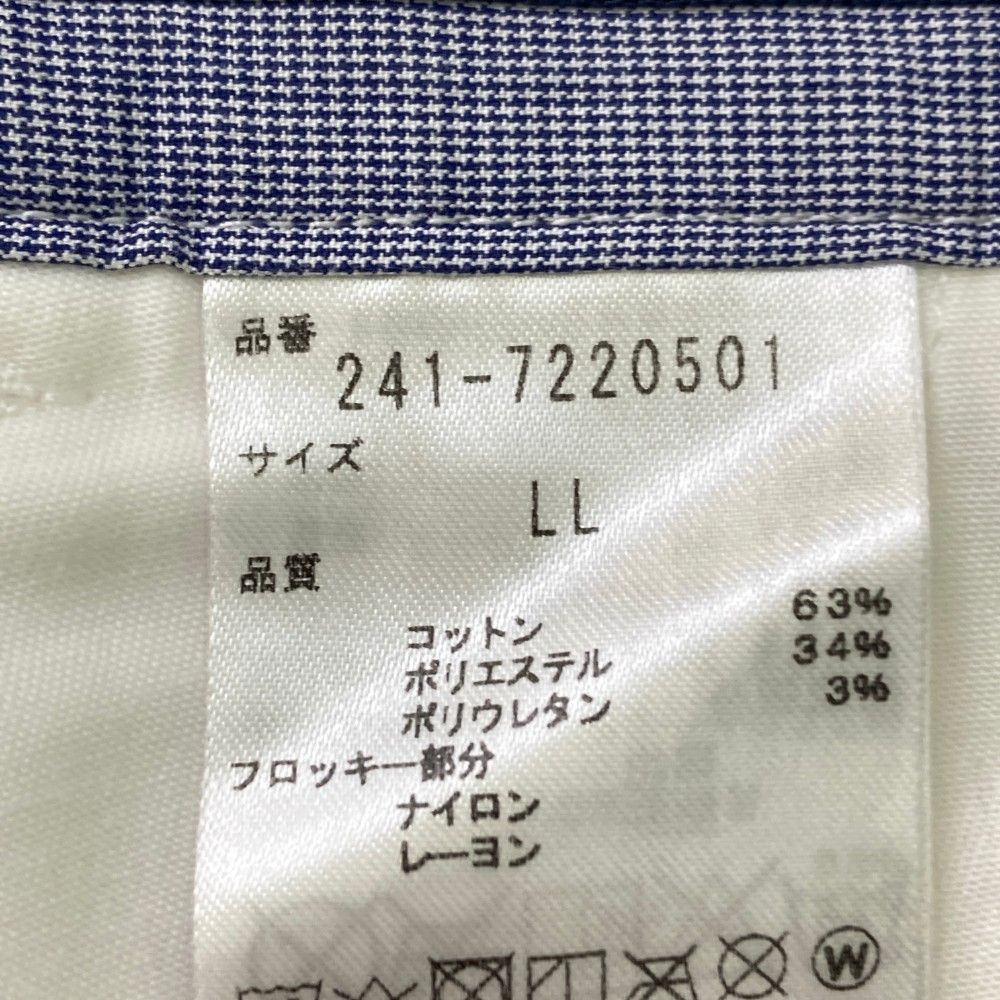 品番
241-7220501
サイズ
LL
品質
コットン 63%
ポリエステル 34%
ポリウレタン 3%
フロッキー部分
ナイロン
レーヨン
W